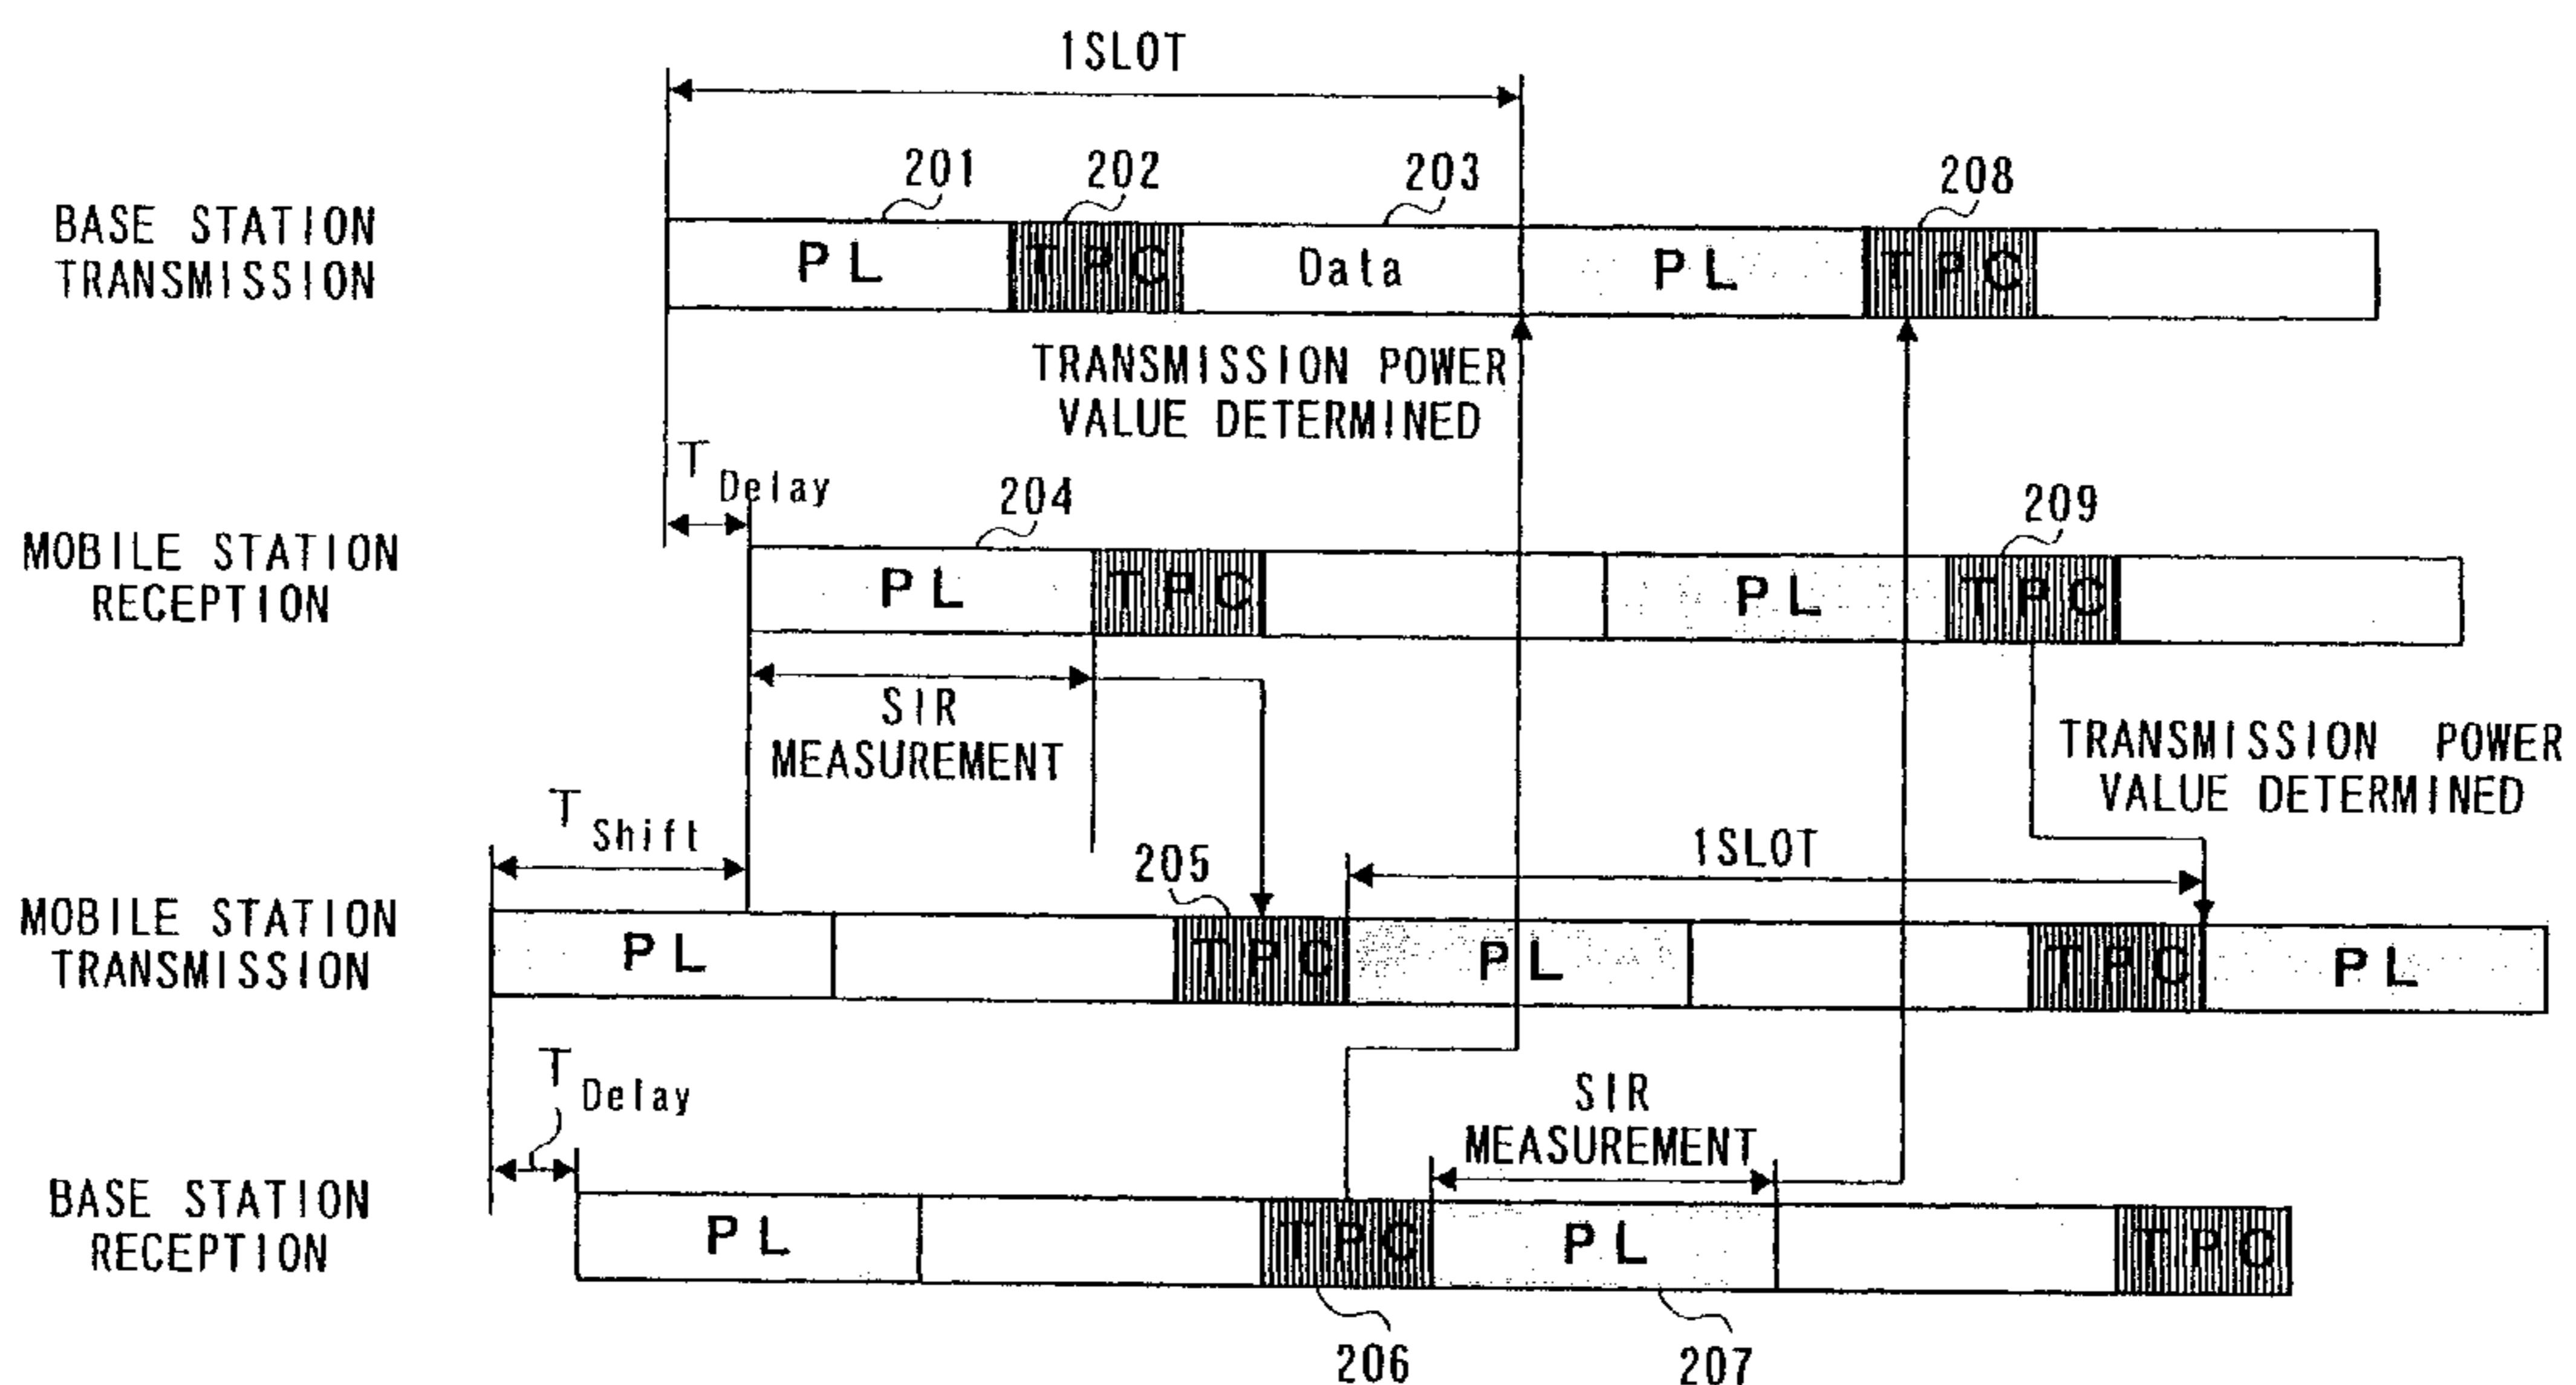 1SLOT
201
202
203
208
BASE STATION
TRANSMISSION
PL
TPC
Data
PL
TPC
TRANSMISSION POWER
VALUE DETERMINED
T Delay
204
209
MOBILE STATION
RECEPTION
PL
TPC
PL
TPC
SIR
MEASUREMENT
TRANSMISSION POWER
VALUE DETERMINED
T Shift
205
1SLOT
MOBILE STATION
TRANSMISSION
PL
TPC
PL
TPC
PL
T Delay
SIR
MEASUREMENT
BASE STATION
RECEPTION
PL
TPC
PL
TPC
206
207